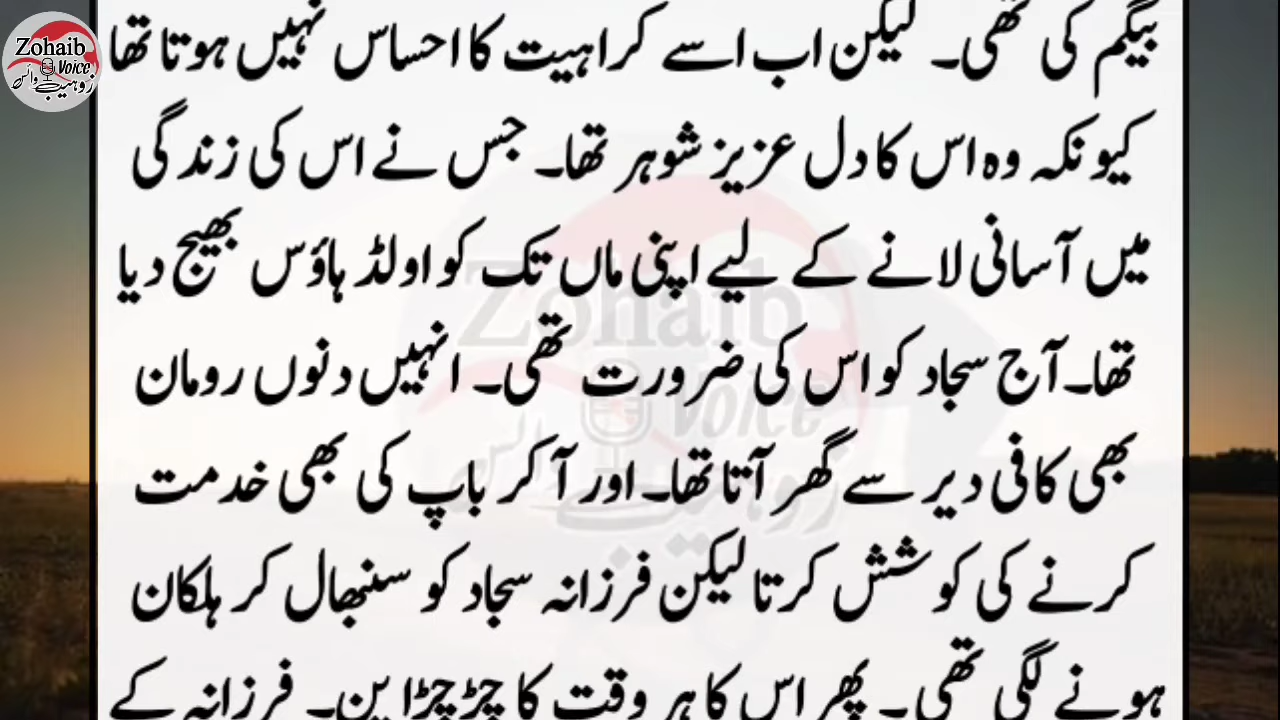 Zohaib
Voice
زوہیب وائس
بیگم کی تھی۔ لیکن اب اسے کراہیت کا احساس نہیں ہوتا تھا
کیونکہ وہ اس کا دل عزیز شوہر تھا۔ جس نے اس کی زندگی
میں آسانی لانے کے لیے اپنی ماں تک کو اولڈ ہاؤس بھیج دیا
تھا۔ آج سجاد کو اس کی ضرورت تھی۔ انہیں دنوں رومان
بھی کافی دیر سے گھر آتا تھا۔ اور آ کر باپ کی بھی خدمت
کرنے کی کوشش کرتا لیکن فرزانہ سجاد کو سنبھال کر ہلکان
ہونے لگی تھی۔ پھر اس کا ہر وقت کا چڑچڑا پن۔ فرزانہ کے